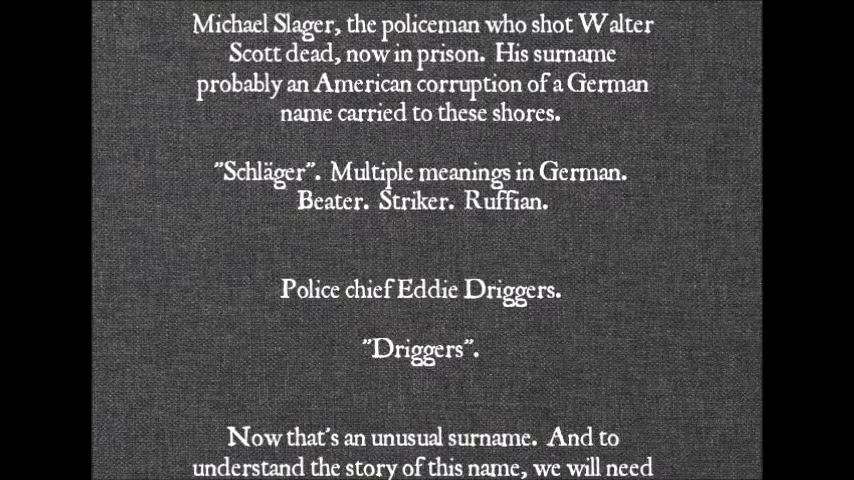 Michael Slager, the policeman who shot Walter
Scott dead, now in prison. His surname
probably an American corruption of a German
name carried to these shores.
"Schläger". Multiple meanings in German.
Beater. Striker. Ruffian.
Police chief Eddie Driggers.
"Driggers".
Now that's an unusual surname. And to
understand the story of this name, we will need